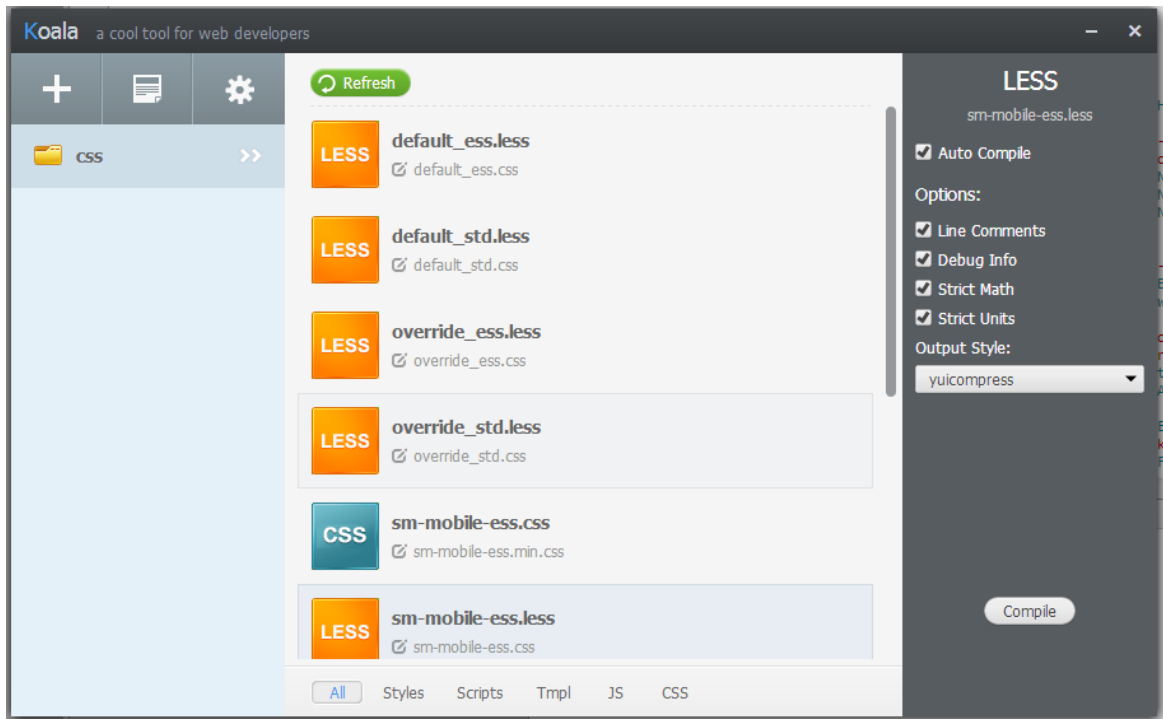 Koala a cool tool for web developers
css
Refresh
LESS
default_ess.less
default_ess.css
LESS
default_std.less
default_std.css
LESS
override_ess.less
override_ess.css
LESS
override_std.less
override_std.css
CSS
sm-mobile-ess.css
sm-mobile-ess.min.css
LESS
sm-mobile-ess.less
sm-mobile-ess.css
All Styles Scripts Tmpl JS CSS
LESS
sm-mobile-ess.less
Auto Compile
Options:
Line Comments
Debug Info
Strict Math
Strict Units
Output Style:
yuicompress
Compile